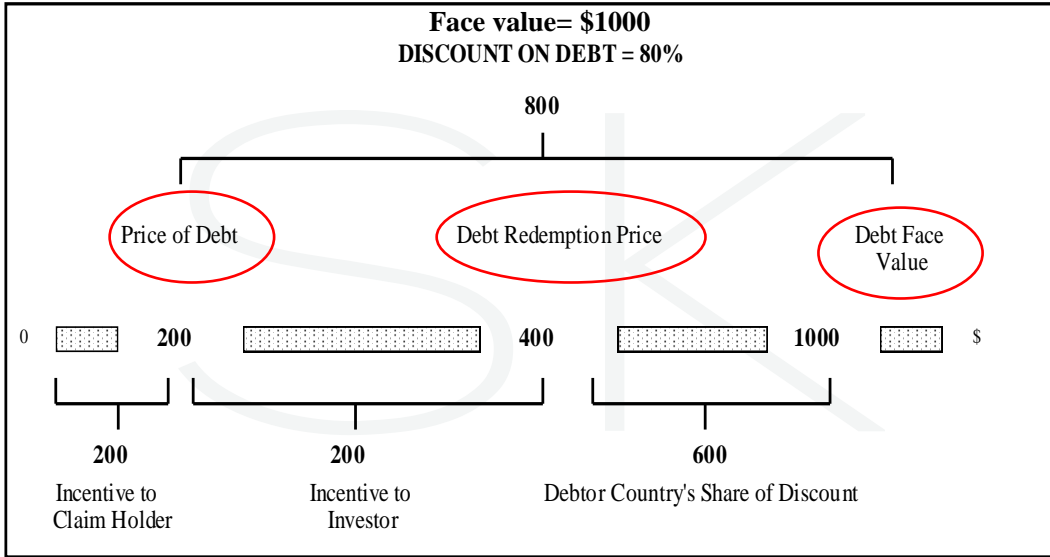 Face value= $1000
DISCOUNT ON DEBT = 80%
800
Price of Debt
Debt Redemption Price
Debt Face
Value
0 200 400 1000 $
200 200 600
Incentive to
Claim Holder
Incentive to
Investor
Debtor Country's Share of Discount
SK